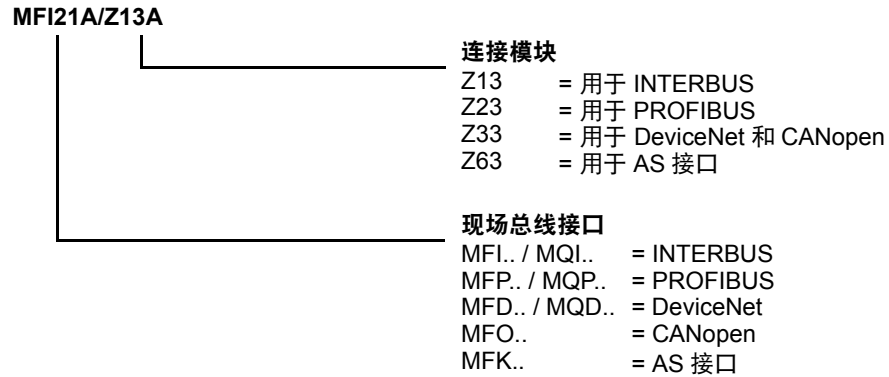 MFI21A/Z13A
连接模块
Z13 = 用于 INTERBUS
Z23 = 用于 PROFIBUS
Z33 = 用于 DeviceNet 和 CANopen
Z63 = 用于 AS 接口
现场总线接口
MFI.. / MQI.. = INTERBUS
MFP.. / MQP.. = PROFIBUS
MFD.. / MQD.. = DeviceNet
MFO.. = CANopen
MFK.. = AS 接口